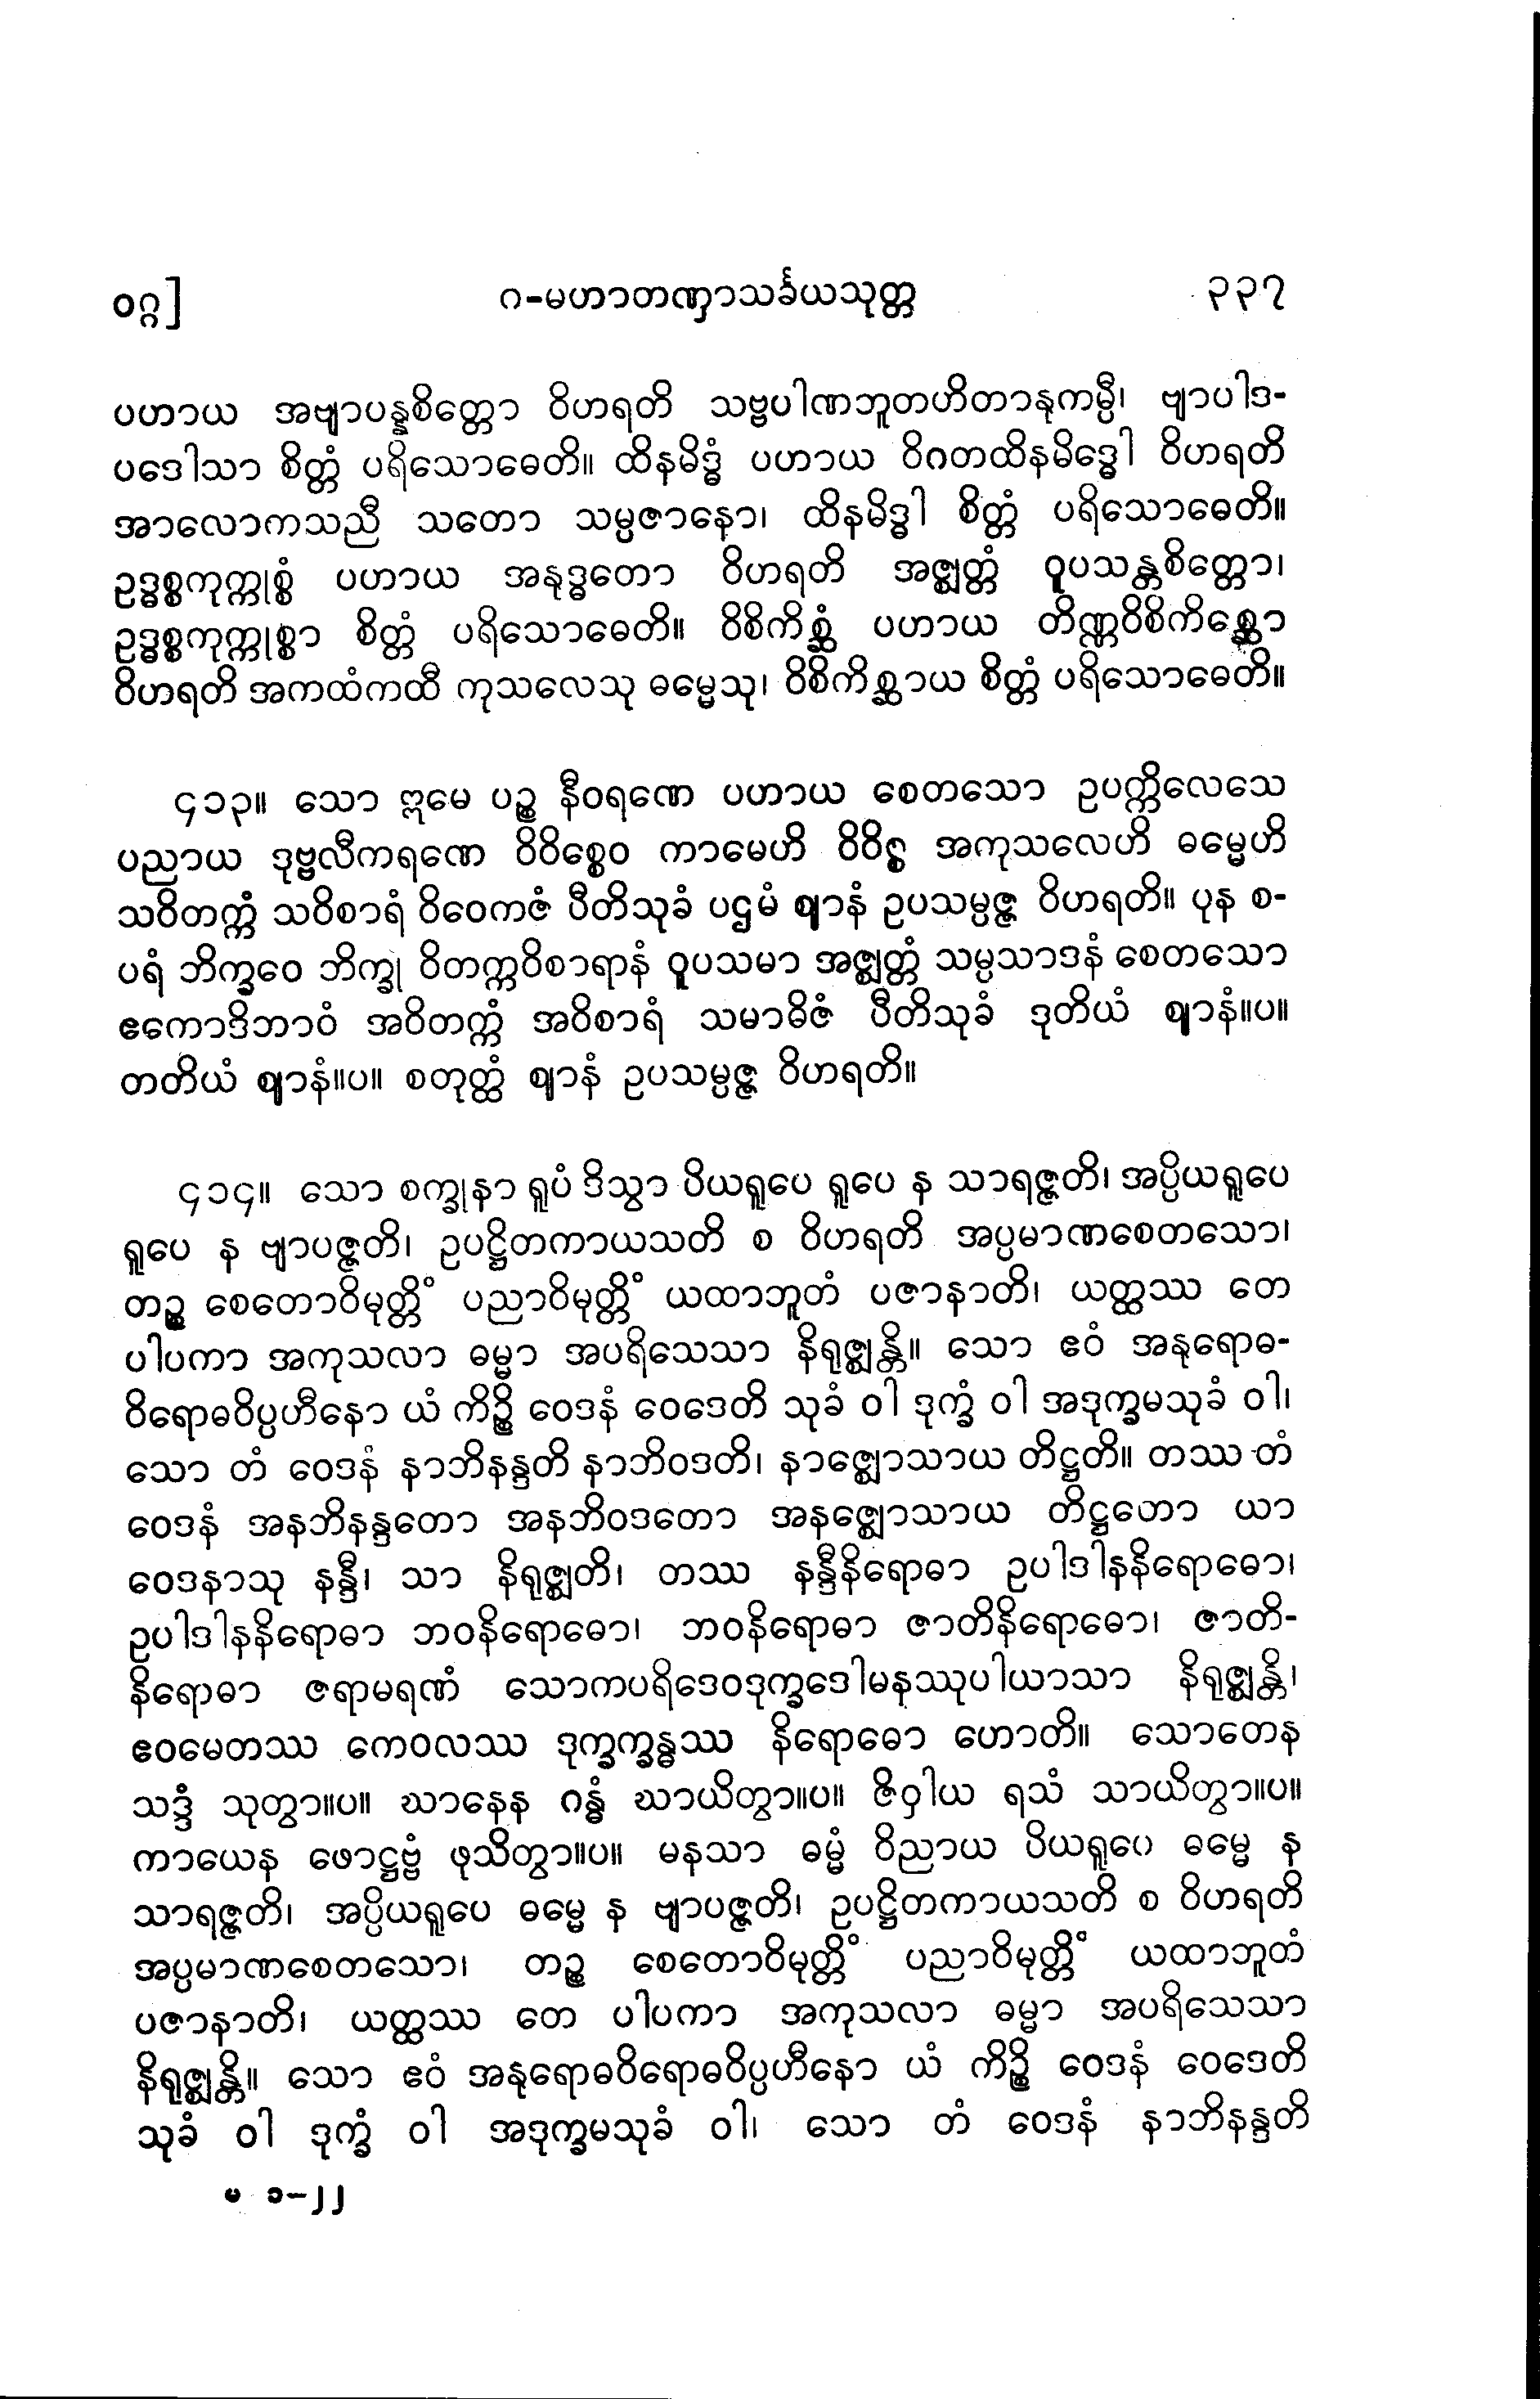 ဝဂ္ဂ]
ဂ-မဟာတဏှာသင်္ခယသုတ္တ
၃၃၇
ပဟာယ အဗျာပန္နစိတ္တော ဝိဟရတိ သဗ္ဗပါဏဘူတဟိတာနုကမ္ပီ၊ ဗျာပါဒ-
ပဒေါသာ စိတ္တံ ပရိသောဓေတိ။ ထိနမိဒ္ဓံ ပဟာယ ဝိဂတထိနမိဒ္ဓေါ ဝိဟရတိ
အာလောကသညီ သတော သမ္ပဇာနော၊ ထိနမိဒ္ဓါ စိတ္တံ ပရိသောဓေတိ။
ဥဒ္ဓစ္စကုက္ကုစ္စံ ပဟာယ အနုဒ္ဓတော ဝိဟရတိ အဇ္ဈတ္တံ ဝူပသန္တစိတ္တော၊
ဥဒ္ဓစ္စကုက္ကုစ္စာ စိတ္တံ ပရိသောဓေတိ။ ဝိစိကိစ္ဆံ ပဟာယ တိဏ္ဏဝိစိကိစ္ဆော
ဝိဟရတိ အကထံကထီ ကုသလေသု ဓမ္မေသု၊ ဝိစိကိစ္ဆာယ စိတ္တံ ပရိသောဓေတိ။
၄၁၃။ သော ဣမေ ပဉ္စ နီဝရဏေ ပဟာယ စေတသော ဥပက္ကိလေသေ
ပညာယ ဒုဗ္ဗလီကရဏေ ဝိဝိစ္စေဝ ကာမေဟိ ဝိဝိစ္စ အကုသလေဟိ ဓမ္မေဟိ
သဝိတက္ကံ သဝိစာရံ ဝိဝေကဇံ ပီတိသုခံ ပဌမံ ဈာနံ ဥပသမ္ပဇ္ဇ ဝိဟရတိ။ ပုန စ-
ပရံ ဘိက္ခဝေ ဘိက္ခု ဝိတက္ကဝိစာရာနံ ဝူပသမာ အဇ္ဈတ္တံ သမ္ပသာဒနံ စေတသော
ဧကောဒိဘာဝံ အဝိတက္ကံ အဝိစာရံ သမာဓိဇံ ပီတိသုခံ ဒုတိယံ ဈာနံ။ပ။
တတိယံ ဈာနံ။ပ။ စတုတ္ထံ ဈာနံ ဥပသမ္ပဇ္ဇ ဝိဟရတိ။
၄၁၄။ သော စက္ခုနာ ရူပံ ဒိသွာ ပိယရူပေ ရူပေ န သာရဇ္ဇတိ၊ အပ္ပိယရူပေ
ရူပေ န ဗျာပဇ္ဇတိ၊ ဥပဋ္ဌိတကာယသတိ စ ဝိဟရတိ အပ္ပမာဏစေတသော၊
တဉ္စ စေတောဝိမုတ္တိံ ပညာဝိမုတ္တိံ ယထာဘူတံ ပဇာနာတိ၊ ယတ္ထဿ တေ
ပါပကာ အကုသလာ ဓမ္မာ အပရိသေသာ နိရုဇ္ဈန္တိ။ သော ဧဝံ အနုရောဓ-
ဝိရောဓဝိပ္ပဟီနော ယံ ကိဉ္စိ ဝေဒနံ ဝေဒေတိ သုခံ ဝါ ဒုက္ခံ ဝါ အဒုက္ခမသုခံ ဝါ၊
သော တံ ဝေဒနံ နာဘိနန္ဒတိ နာဘိဝဒတိ၊ နာဇ္ဈောသာယ တိဋ္ဌတိ။ တဿ တံ
ဝေဒနံ အနဘိနန္ဒတော အနဘိဝဒတော အနဇ္ဈောသာယ တိဋ္ဌတော ယာ
ဝေဒနာသု နန္ဒီ၊ သာ နိရုဇ္ဈတိ၊ တဿ နန္ဒီနိရောဓာ ဥပါဒါနနိရောဓော၊
ဥပါဒါနနိရောဓာ ဘဝနိရောဓော၊ ဘဝနိရောဓာ ဇာတိနိရောဓော၊ ဇာတိ-
နိရောဓာ ဇရာမရဏံ သောကပရိဒေဝဒုက္ခဒေါမနဿုပါယာသာ နိရုဇ္ဈန္တိ၊
ဧဝမေတဿ ကေဝလဿ ဒုက္ခက္ခန္ဓဿ နိရောဓော ဟောတိ။ သောတေန
သဒ္ဒံ သုတွာ။ပ။ ဃာနေန ဂန္ဓံ ဃာယိတွာ။ပ။ ဇိဝှါယ ရသံ သာယိတွာ။ပ။
ကာယေန ဖောဋ္ဌဗ္ဗံ ဖုသိတွာ။ပ။ မနသာ ဓမ္မံ ဝိညာယ ပိယရူပေ ဓမ္မေ န
သာရဇ္ဇတိ၊ အပ္ပိယရူပေ ဓမ္မေ န ဗျာပဇ္ဇတိ၊ ဥပဋ္ဌိတကာယသတိ စ ဝိဟရတိ
အပ္ပမာဏစေတသော၊ တဉ္စ စေတောဝိမုတ္တိံ ပညာဝိမုတ္တိံ ယထာဘူတံ
ပဇာနာတိ၊ ယတ္ထဿ တေ ပါပကာ အကုသလာ ဓမ္မာ အပရိသေသာ
နိရုဇ္ဈန္တိ။ သော ဧဝံ အနုရောဓဝိရောဓဝိပ္ပဟီနော ယံ ကိဉ္စိ ဝေဒနံ ဝေဒေတိ
သုခံ ဝါ ဒုက္ခံ ဝါ အဒုက္ခမသုခံ ဝါ၊ သော တံ ဝေဒနံ နာဘိနန္ဒတိ
မ ၁-၂၂